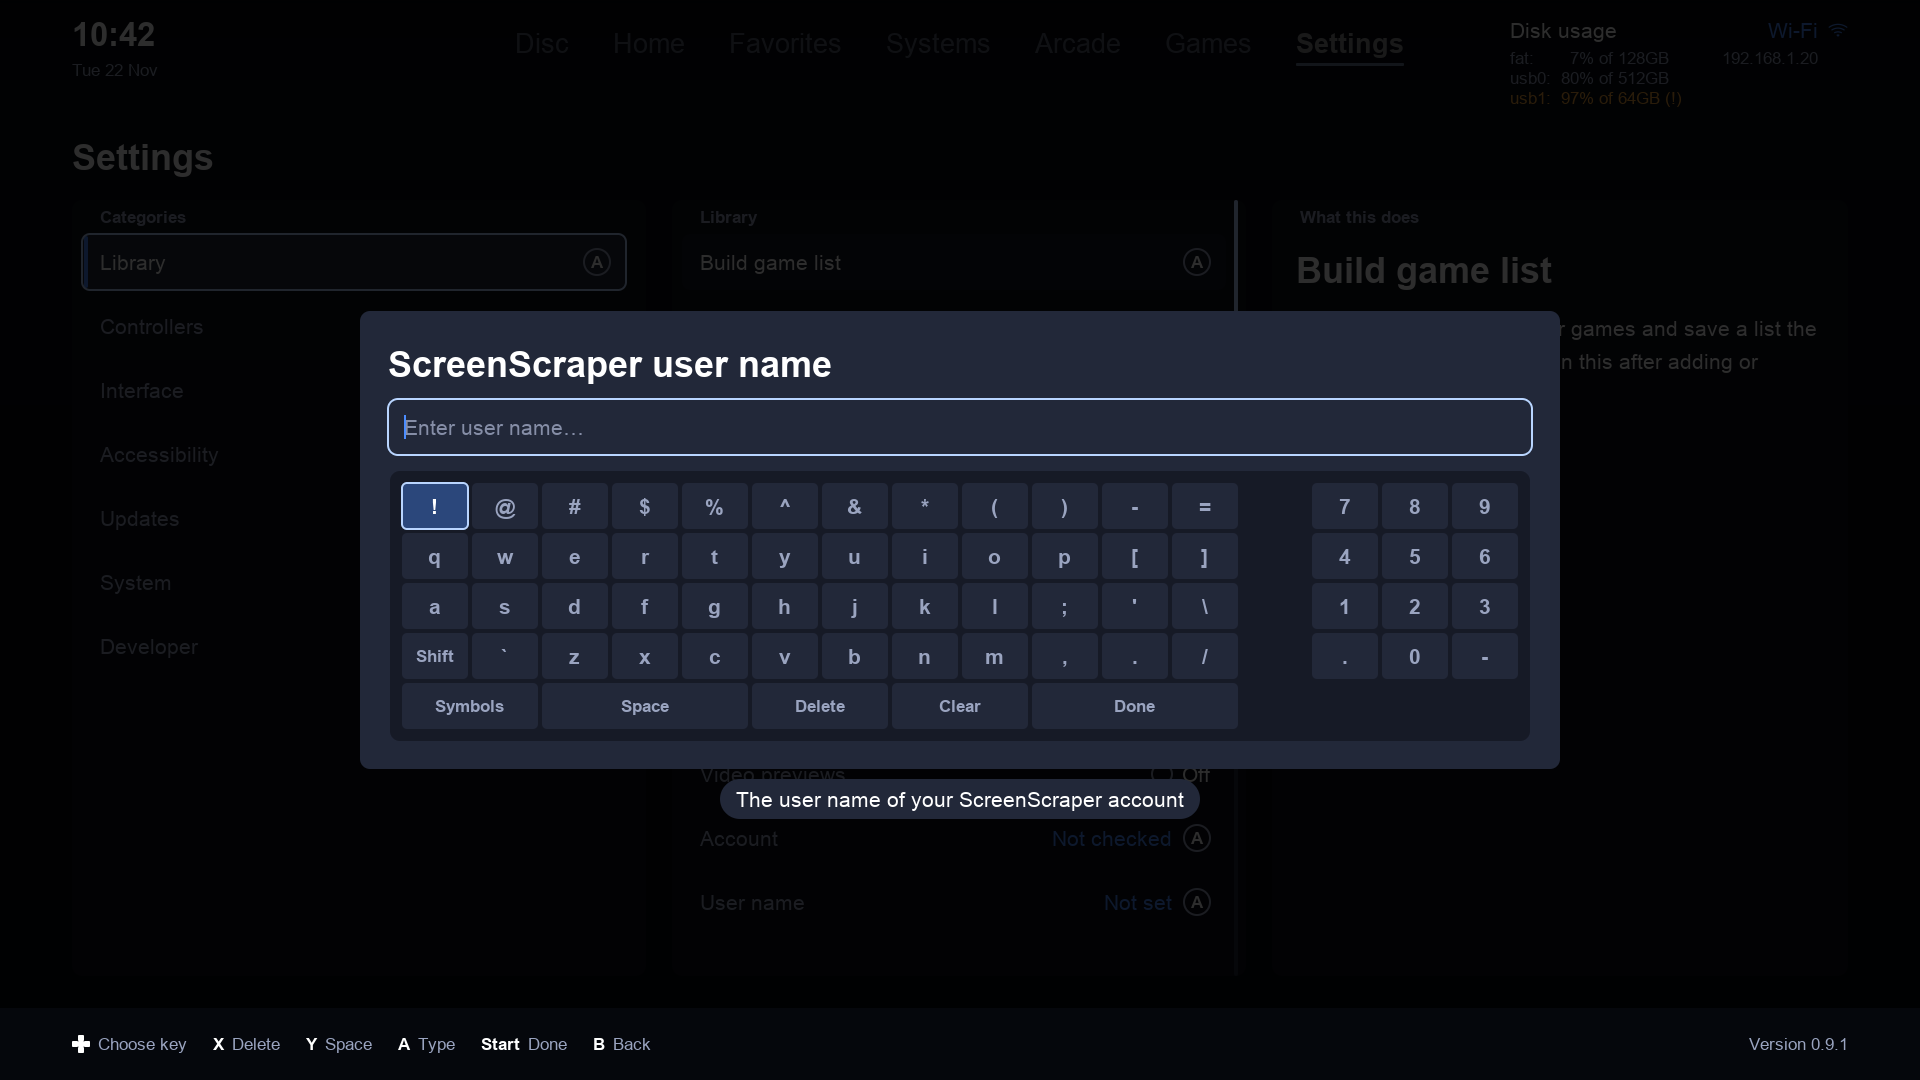 10:42
Tue 22 Nov
Disc Home Favorites Systems Arcade Games Settings
Disk usage
Wi-Fi
fat: 7% of 128GB
192.168.1.20
usb0: 80% of 512GB
usb1: 97% of 64GB (!)
Settings
Categories
Library
Library A
Build game list A
What this does
Build game list
Controllers
r games and save a list the
n this after adding or
Interface
Accessibility
Updates
System
Developer
ScreenScraper user name
Enter user name…
! @ # $ % ^ & * ( ) - = 7 8 9
q w e r t y u i o p [ ] 4 5 6
a s d f g h j k l ; ' \ 1 2 3
Shift ` z x c v b n m , . / . 0 -
Symbols Space Delete Clear Done
Video previews Off
The user name of your ScreenScraper account
Account Not checked A
User name Not set A
Choose key X Delete Y Space A Type Start Done B Back
Version 0.9.1